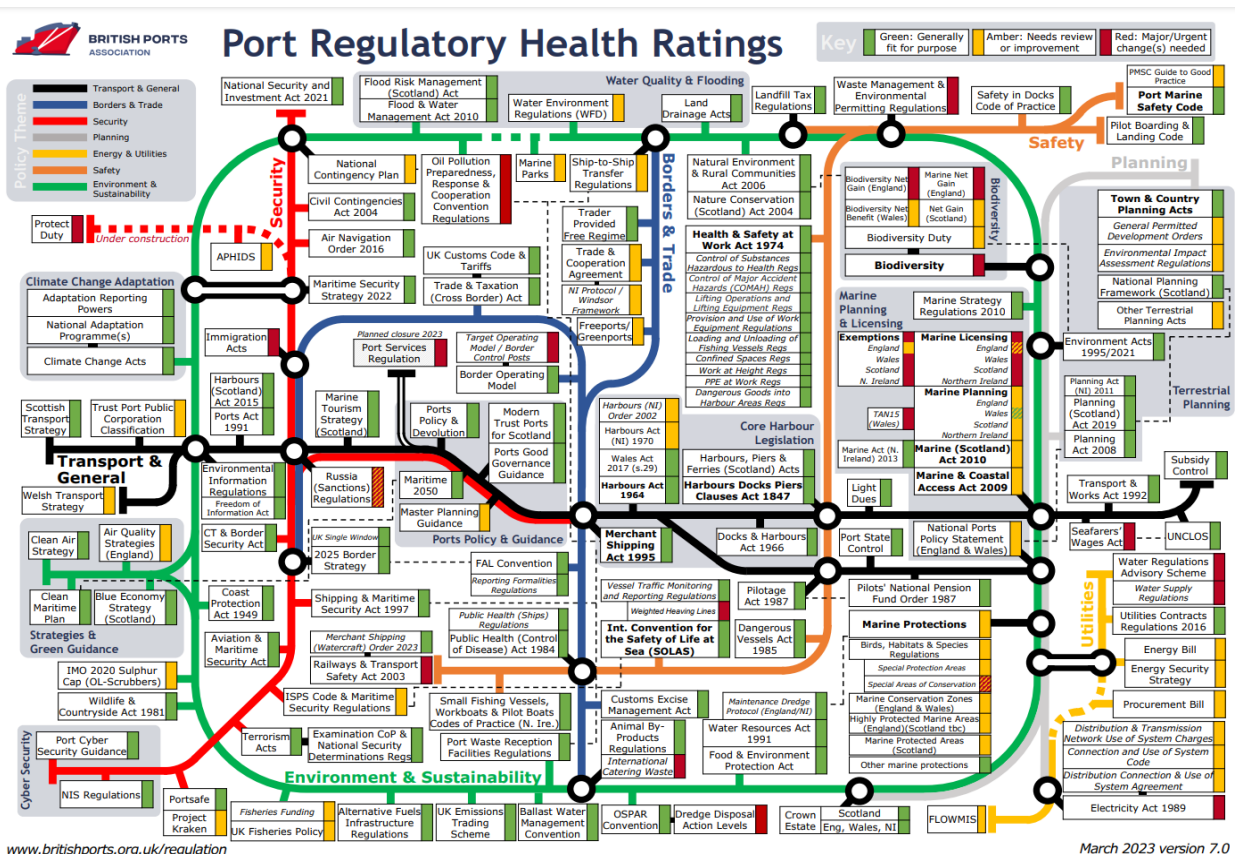 BRITISH PORTS
ASSOCIATION
Port Regulatory Health Ratings
Key
Green: Generally
fit for purpose
Amber: Needs review
or improvement
Red: Major/Urgent
change(s) needed
Policy Theme
Transport & General
Borders & Trade
Security
Planning
Energy & Utilities
Safety
Environment &
Sustainability
National Security and
Investment Act 2021
Flood Risk Management
(Scotland) Act
Flood & Water
Management Act 2010
Water Quality & Flooding
Water Environment
Regulations (WFD)
Land
Drainage Acts
Landfill Tax
Regulations
Waste Management &
Environmental
Permitting Regulations
Safety in Docks
Code of Practice
PMSC Guide to Good
Practice
Port Marine
Safety Code
Pilot Boarding &
Landing Code
Safety
Planning
Security
National
Contingency Plan
Civil Contingencies
Act 2004
Air Navigation
Order 2016
Maritime Security
Strategy 2022
Oil Pollution
Preparedness,
Response &
Cooperation
Convention
Regulations
Marine
Parks
Ship-to-Ship
Transfer
Regulations
Borders & Trade
Trader
Provided
Free Regime
Trade &
Cooperation
Agreement
NI Protocol /
Windsor
Framework
Freeports/
Greenports
UK Customs Code &
Tariffs
Trade & Taxation
(Cross Border) Act
Natural Environment
& Rural Communities
Act 2006
Nature Conservation
(Scotland) Act 2004
Health & Safety at
Work Act 1974
Control of Substances
Hazardous to Health Regs
Control of Major Accident
Hazards (COMAH) Regs
Lifting Operations and
Lifting Equipment Regs
Provision and Use of Work
Equipment Regulations
Loading and Unloading of
Fishing Vessels Regs
Confined Spaces Regs
Work at Height Regs
PPE at Work Regs
Dangerous Goods into
Harbour Areas Regs
Biodiversity Net
Gain (England)
Marine Net
Gain (England)
Biodiversity Net
Benefit (Wales)
Net Gain
(Scotland)
Biodiversity Duty
Biodiversity
Biodiversity
Town & Country
Planning Acts
General Permitted
Development Orders
Environmental Impact
Assessment Regulations
National Planning
Framework (Scotland)
Other Terrestrial
Planning Acts
Protect
Duty
Under construction
APHIDS
Climate Change Adaptation
Adaptation Reporting
Powers
National Adaptation
Programme(s)
Climate Change Acts
Immigration
Acts
Harbours
(Scotland)
Act 2015
Ports Act
1991
Planned closure 2023
Port Services
Regulation
Target Operating
Model / Border
Control Posts
Border Operating
Model
Marine
Planning
& Licensing
Marine Strategy
Regulations 2010
Exemptions
England
Wales
Scotland
N. Ireland
Marine Licensing
England
Wales
Scotland
Northern Ireland
Marine Planning
England
Wales
Scotland
Northern Ireland
TAN15
(Wales)
Marine Act (N.
Ireland) 2013
Marine (Scotland)
Act 2010
Marine & Coastal
Access Act 2009
Environment Acts
1995/2021
Planning Act
(NI) 2011
Planning
(Scotland)
Act 2019
Planning
Act 2008
Terrestrial
Planning
Scottish
Transport
Strategy
Trust Port Public
Corporation
Classification
Transport &
General
Welsh Transport
Strategy
Marine
Tourism
Strategy
(Scotland)
Ports
Policy &
Devolution
Modern
Trust Ports
for Scotland
Ports Good
Governance
Guidance
Maritime
2050
Master Planning
Guidance
Ports Policy & Guidance
Harbours (NI)
Order 2002
Harbours Act
(NI) 1970
Wales Act
2017 (s.29)
Harbours Act
1964
Core Harbour
Legislation
Harbours, Piers &
Ferries (Scotland) Acts
Harbours Docks Piers
Clauses Act 1847
Environmental
Information
Regulations
Freedom of
Information Act
Russia
(Sanctions)
Regulations
CT & Border
Security Act
UK Single Window
2025 Border
Strategy
Light
Dues
Transport &
Works Act 1992
Subsidy
Control
Merchant
Shipping
Act 1995
Docks & Harbours
Act 1966
Port State
Control
National Ports
Policy Statement
(England & Wales)
Seafarers'
Wages Act
UNCLOS
Clean Air
Strategy
Air Quality
Strategies
(England)
Clean
Maritime
Plan
Blue Economy
Strategy
(Scotland)
Strategies &
Green Guidance
Coast
Protection
Act 1949
Aviation &
Maritime
Security Act
FAL Convention
Reporting Formalities
Regulations
Shipping & Maritime
Security Act 1997
Public Health (Ships)
Regulations
Public Health (Control
of Disease) Act 1984
Merchant Shipping
(Watercraft) Order 2023
Railways & Transport
Safety Act 2003
Vessel Traffic Monitoring
and Reporting Regulations
Weighted Heaving Lines
Int. Convention for
the Safety of Life at
Sea (SOLAS)
Pilotage
Act 1987
Dangerous
Vessels Act
1985
Pilots' National Pension
Fund Order 1987
Marine Protections
Birds, Habitats & Species
Regulations
Special Protection Areas
Special Areas of Conservation
Marine Conservation Zones
(England & Wales)
Highly Protected Marine Areas
(England)(Scotland tbc)
Marine Protected Areas
(Scotland)
Other marine protections
Utilities
Water Regulations
Advisory Scheme
Water Supply
Regulations
Utilities Contracts
Regulations 2016
Energy Bill
Energy Security
Strategy
Procurement Bill
Distribution & Transmission
Network Use of System Charges
Connection and Use of System
Code
Distribution Connection & Use of
System Agreement
Electricity Act 1989
IMO 2020 Sulphur
Cap (OL-Scrubbers)
Wildlife &
Countryside Act 1981
ISPS Code & Maritime
Security Regulations
Small Fishing Vessels,
Workboats & Pilot Boats
Codes of Practice (N. Ire.)
Port Waste Reception
Facilities Regulations
Customs Excise
Management Act
Animal By-
Products
Regulations
International
Catering Waste
Maintenance Dredge
Protocol (England/NI)
Water Resources Act
1991
Food & Environment
Protection Act
Cyber Security
Port Cyber
Security Guidance
NIS Regulations
Terrorism
Acts
Examination CoP &
National Security
Determinations Regs
Environment & Sustainability
Portsafe
Project
Kraken
Fisheries Funding
UK Fisheries Policy
Alternative Fuels
Infrastructure
Regulations
UK Emissions
Trading
Scheme
Ballast Water
Management
Convention
OSPAR
Convention
Dredge Disposal
Action Levels
Crown
Estate
Scotland
Eng, Wales, NI
FLOWMIS
www.britishports.org.uk/regulation
March 2023 version 7.0